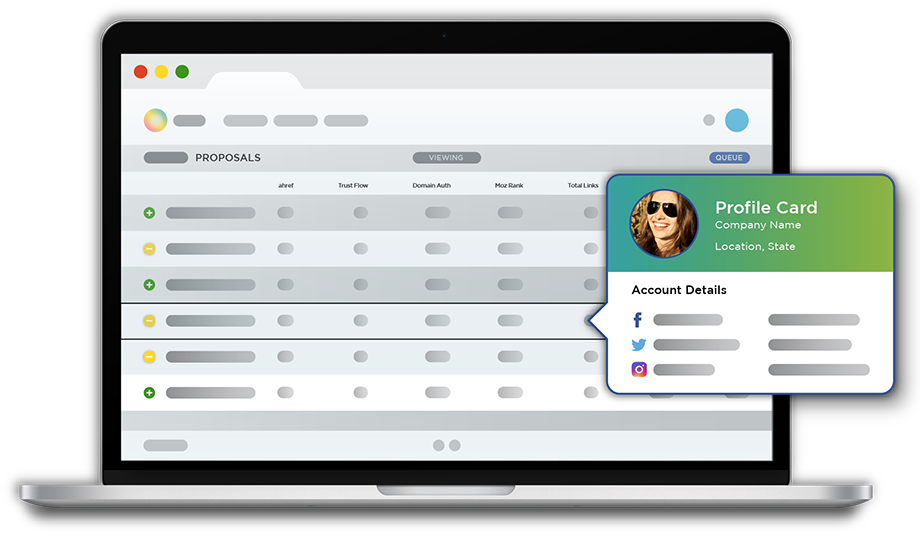 PROPOSALS
VIEWING
QUEUE
ahref Trust Flow Domain Auth Moz Rank Total Links
Profile Card
Company Name
Location, State
Account Details